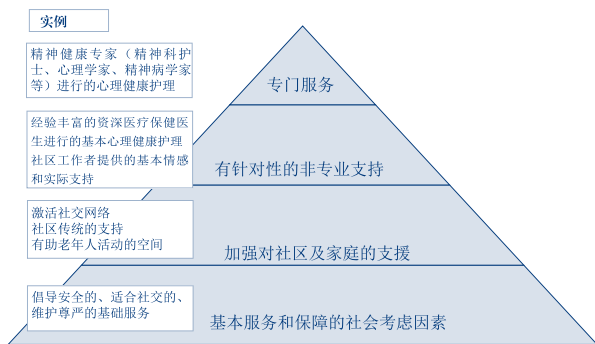 实例
精神健康专家（精神科护
士、心理学家、精神病学家
等）进行的心理健康护理
专门服务
经验丰富的资深医疗保健医
生进行的基本心理健康护理
社区工作者提供的基本情感
和实际支持
有针对性的非专业支持
激活社交网络
社区传统的支持
有助老年人活动的空间
加强对社区及家庭的支援
倡导安全的、适合社交的、
维护尊严的基础服务
基本服务和保障的社会考虑因素